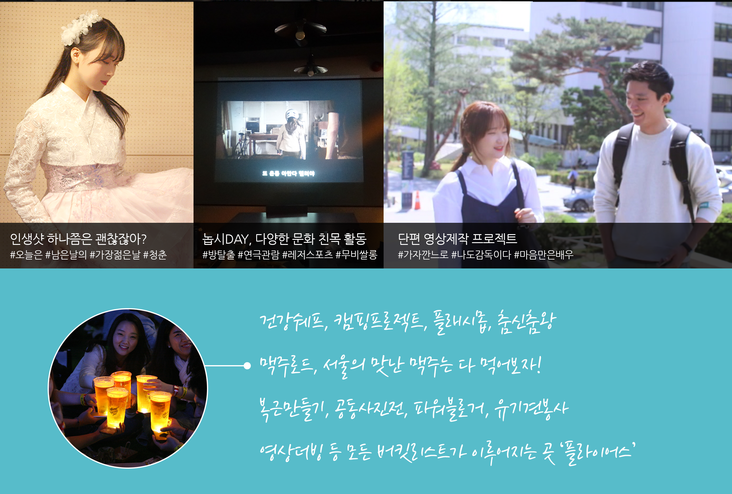 인생샷 하나쯤은 괜찮잖아?
#오늘은 #남은날의 #가장젊은날 #청춘
놉시DAY, 다양한 문화 친목 활동
#방탈출 #연극관람 #레저스포츠 #무비쌀롱
단편 영상제작 프로젝트
#가자깐느로 #나도감독이다 #마음만은배우
건강쉐프, 캠핑프로젝트, 플래시몹, 춤신춤왕
맥주로드, 서울의 맛난 맥주는 다 먹어보자!
복근만들기, 공동사진전, 파워블로거, 유기견봉사
영상더빙 등 모든 버킷리스트가 이루어지는 곳 '플라이어스'